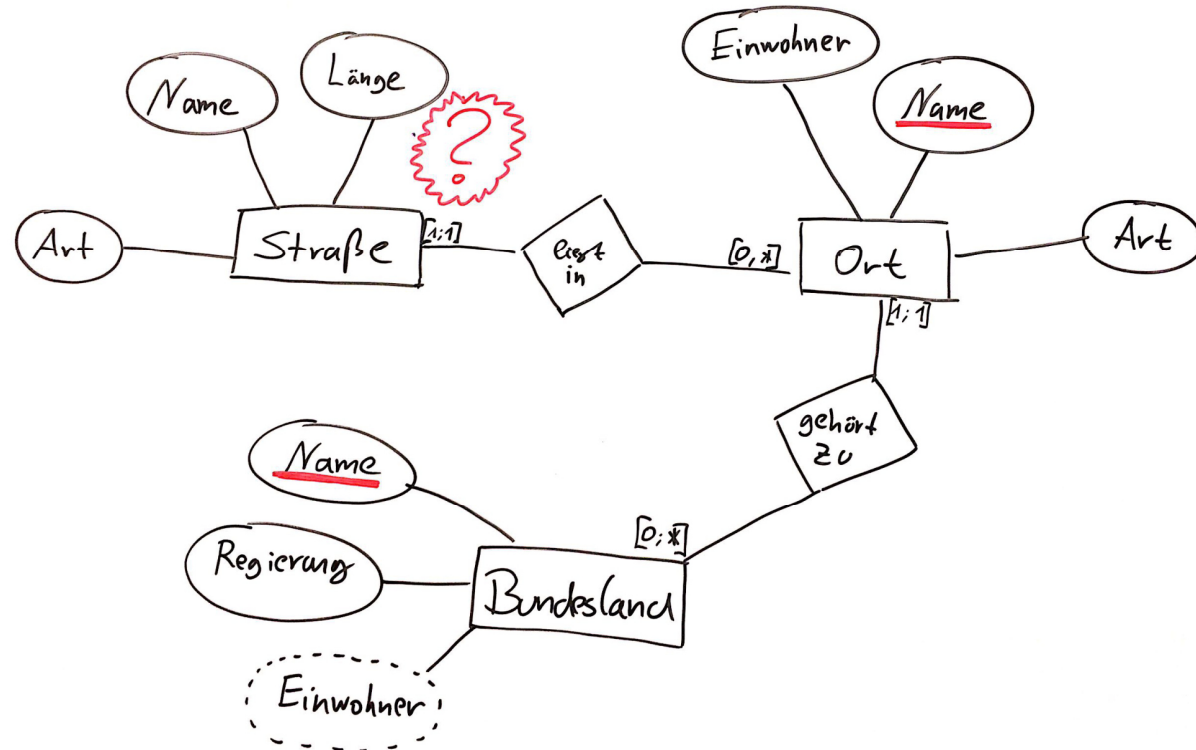 Einwohner
Länge
Name
Name
?
Art
Straße
[1;1]
liegt
in
[0,*]
Ort
Art
[1;1]
gehört
zu
Name
[0;*]
Regierung
Bundesland
Einwohner